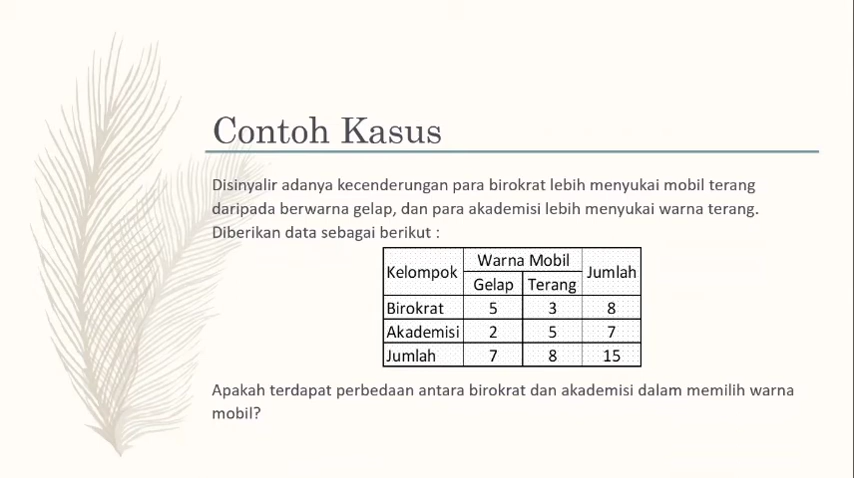 Contoh Kasus
Disinyalir adanya kecenderungan para birokrat lebih menyukai mobil terang
daripada berwarna gelap, dan para akademisi lebih menyukai warna terang.
Diberikan data sebagai berikut :
Kelompok Warna Mobil Jumlah
Gelap Terang
Birokrat 5 3 8
Akademisi 2 5 7
Jumlah 7 8 15
Apakah terdapat perbedaan antara birokrat dan akademisi dalam memilih warna
mobil?